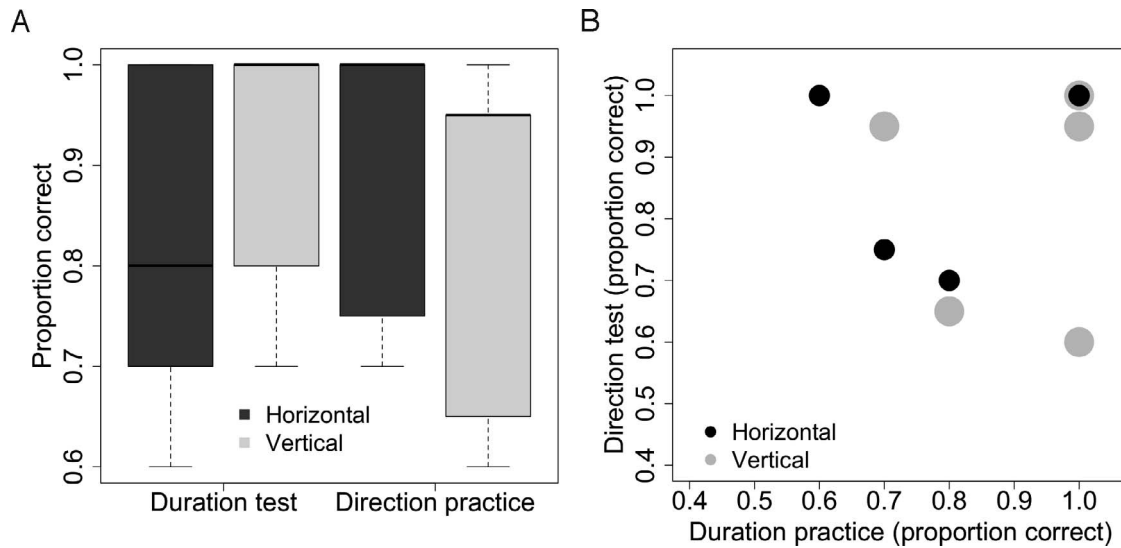 A
Proportion correct
1.0
0.9
0.8
0.7
0.6
Horizontal
Vertical
Duration test
Direction practice
B
Direction test (proportion correct)
1.0
0.9
0.8
0.7
0.6
0.5
0.4
Horizontal
Vertical
0.4 0.5 0.6 0.7 0.8 0.9 1.0
Duration practice (proportion correct)